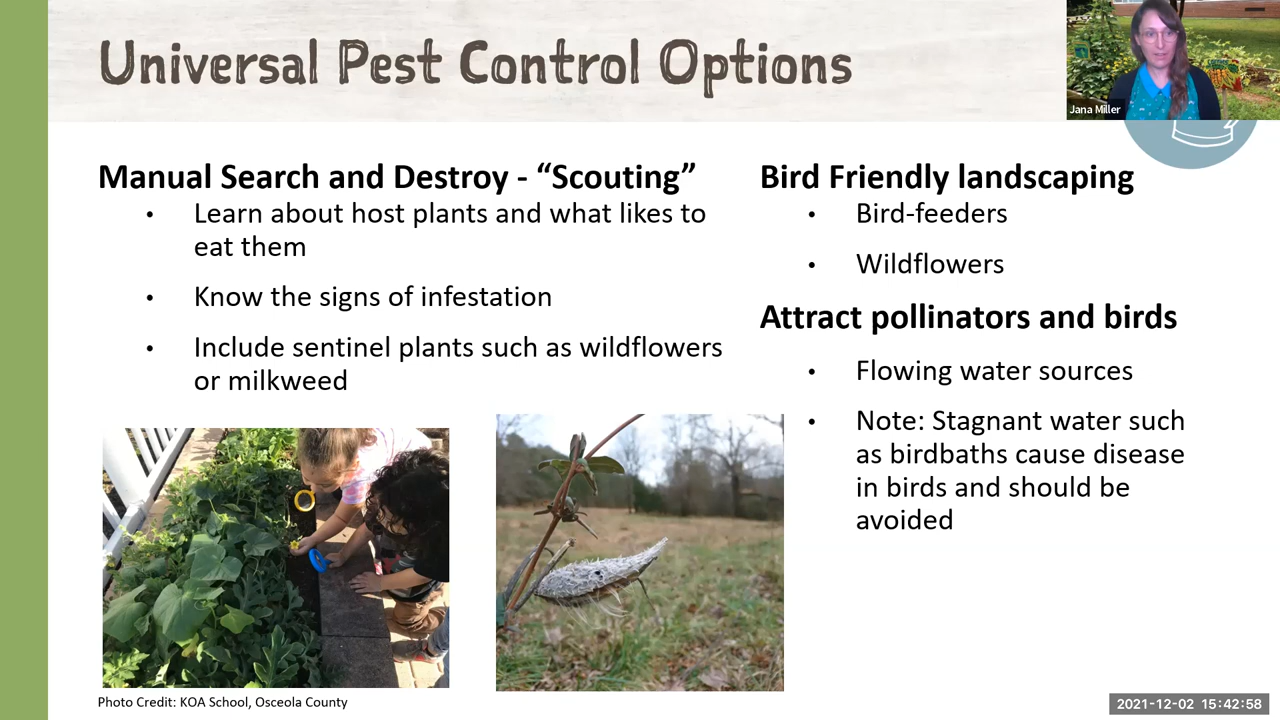 Universal Pest Control Options
Jana Miller
Manual Search and Destroy - “Scouting”
• Learn about host plants and what likes to
eat them
• Know the signs of infestation
• Include sentinel plants such as wildflowers
or milkweed
Bird Friendly landscaping
• Bird-feeders
• Wildflowers
Attract pollinators and birds
• Flowing water sources
• Note: Stagnant water such
as birdbaths cause disease
in birds and should be
avoided
Photo Credit: KOA School, Osceola County
2021-12-02 15:42:58